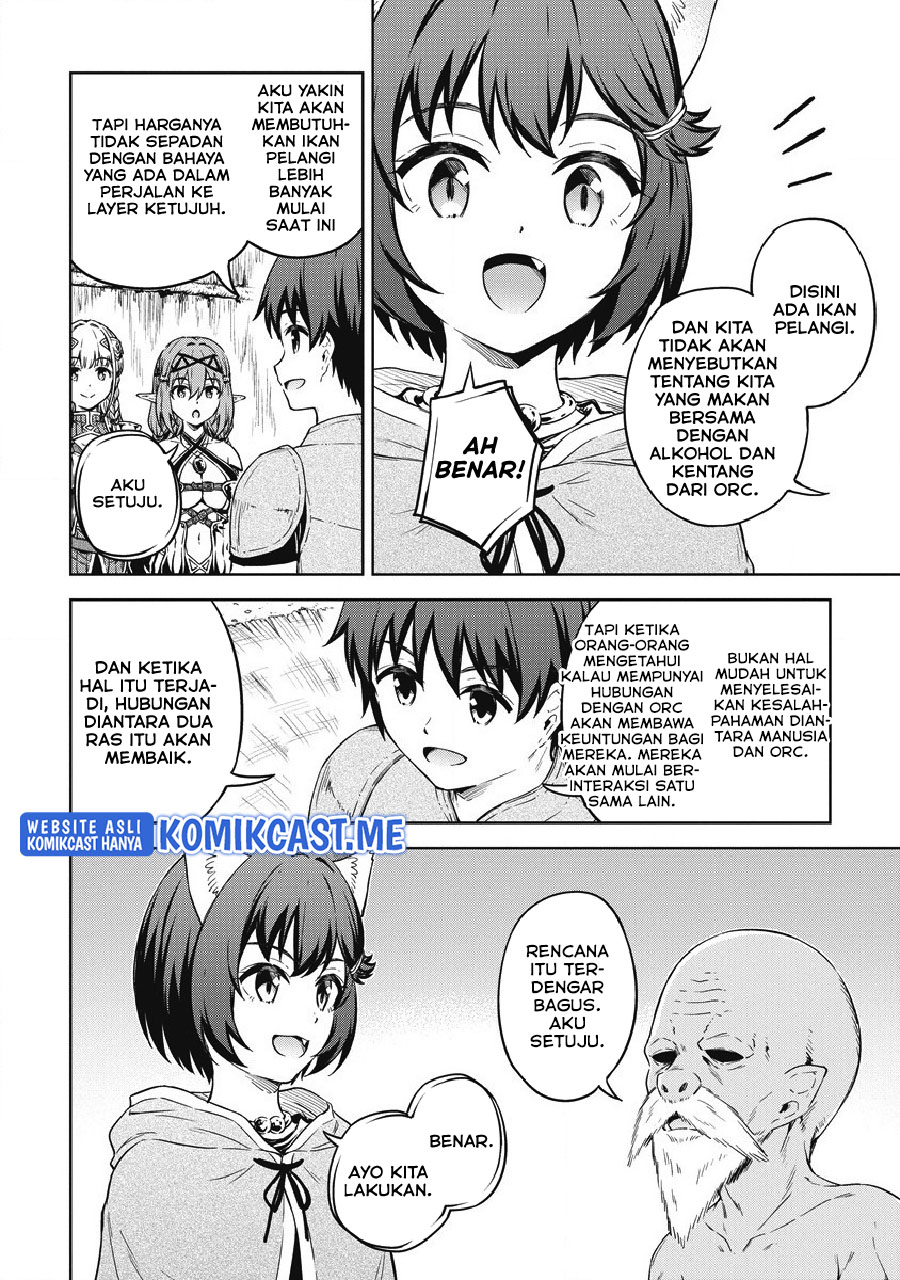 DISINI
ADA IKAN
PELANGI.
DAN KITA
TIDAK AKAN
MENYEBUTKAN
TENTANG KITA
YANG MAKAN
BERSAMA
DENGAN
ALKOHOL DAN
KENTANG
DARI ORC.
AH
BENAR!
AKU YAKIN
KITA AKAN
MEMBUTUH-
KAN IKAN
PELANGI
LEBIH
BANYAK
MULAI
SAAT INI
TAPI HARGANYA
TIDAK SEPADAN
DENGAN BAHAYA
YANG ADA DALAM
PERJALAN KE
LAYER KETUJUH.
AKU
SETUJU.
BUKAN HAL
MUDAH UNTUK
MENYELESAI-
KAN KESALAH-
PAHAMAN DIAN-
TARA MANUSIA
DAN ORC.
TAPI KETIKA
ORANG-ORANG
MENGETAHUI
KALAU MEMPUNYAI
HUBUNGAN
DENGAN ORC
AKAN MEMBAWA
KEUNTUNGAN BAGI
MEREKA. MEREKA
AKAN MULAI BER-
INTERAKSI SATU
SAMA LAIN.
DAN KETIKA
HAL ITU TERJA-
DI, HUBUNGAN
DIANTARA DUA
RAS ITU AKAN
MEMBAIK.
WEBSITE ASLI
KOMIKCAST HANYA
KOMIKCAST.ME
RENCANA
ITU TER-
DENGAR
BAGUS.
AKU
SETUJU.
BENAR.
AYO KITA
LAKUKAN.